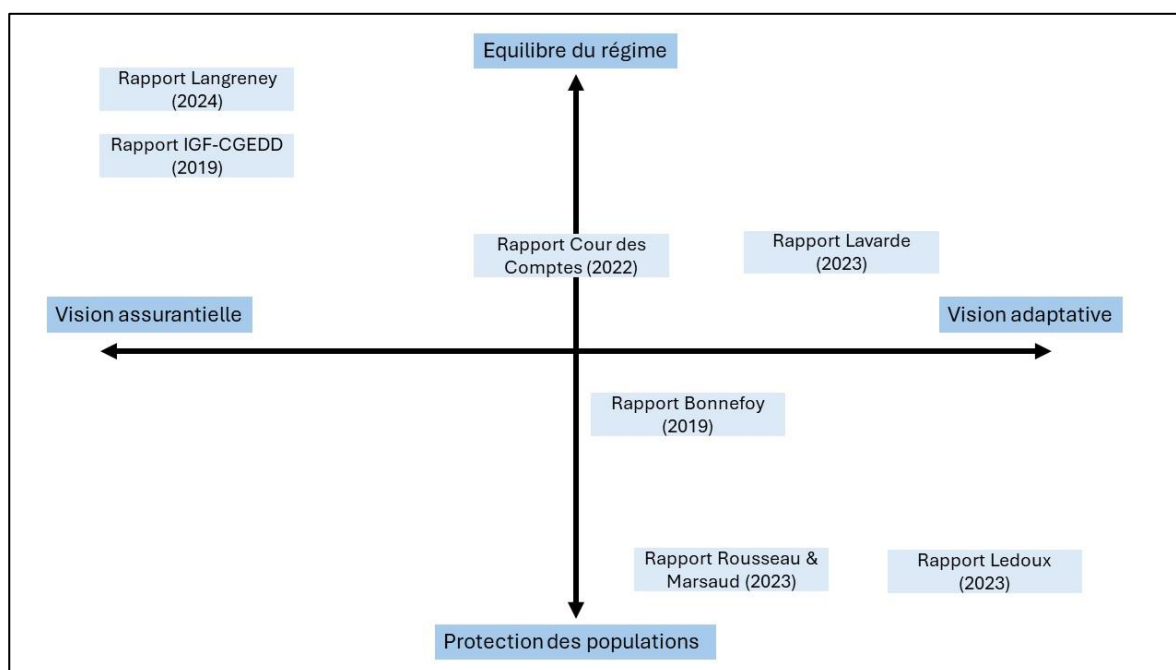 Equilibre du régime
Rapport Langreney
(2024)
Rapport IGF-CGEDD
(2019)
Rapport Cour des
Comptes (2022)
Rapport Lavarde
(2023)
Vision assurantielle
Vision adaptative
Rapport Bonnefoy
(2019)
Rapport Rousseau &
Marsaud (2023)
Rapport Ledoux
(2023)
Protection des populations